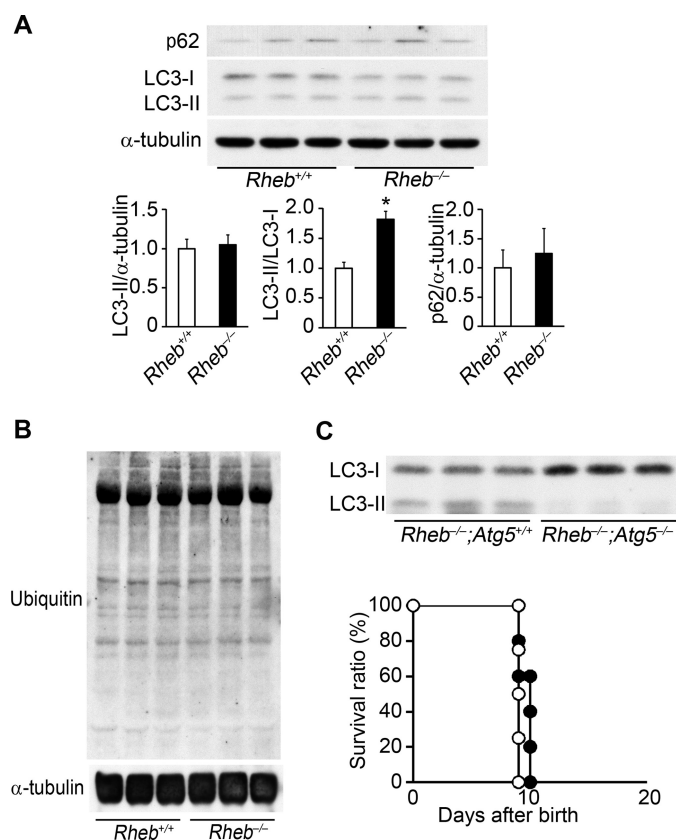 A
p62
LC3-I
LC3-II
α-tubulin
Rheb+/+ Rheb–/–
LC3-II/α-tubulin
1.5
1.0
0.5
0
Rheb+/+
Rheb–/–
LC3-II/LC3-I
2.0
1.5
1.0
0.5
0
*
Rheb+/+
Rheb–/–
p62/α-tubulin
2.0
1.5
1.0
0.5
0
Rheb+/+
Rheb–/–
B
Ubiquitin
α-tubulin
Rheb+/+ Rheb–/–
C
LC3-I
LC3-II
Rheb–/–;Atg5+/+ Rheb–/–;Atg5–/–
Survival ratio (%)
100
80
60
40
20
0
10 20
Days after birth